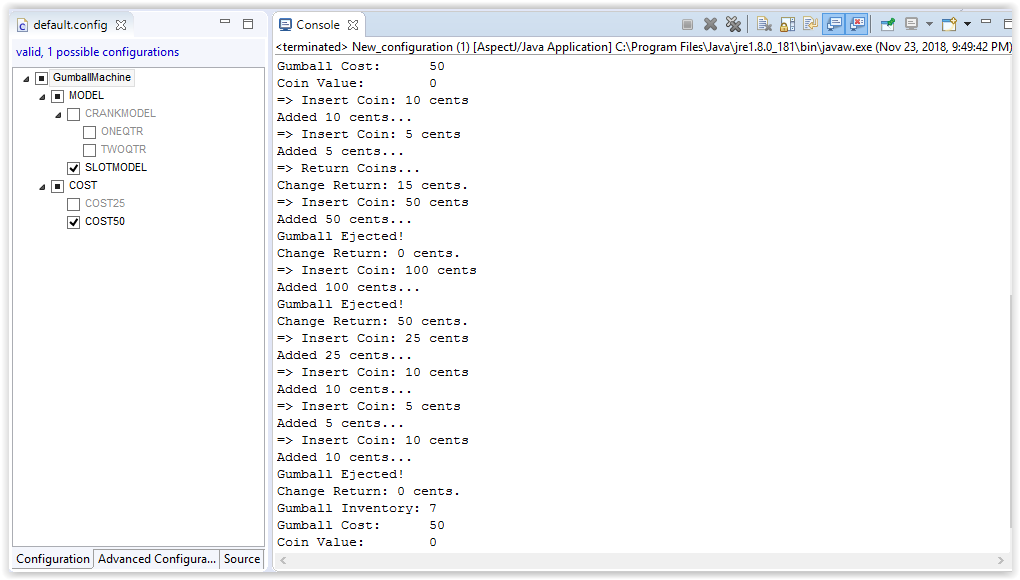 default.config
valid, 1 possible configurations
GumballMachine
MODEL
CRANKMODEL
ONEQTR
TWOQTR
SLOTMODEL
COST
COST25
COST50
Configuration Advanced Configura... Source
Console
<terminated> New_configuration (1) [AspectJ/Java Application] C:\Program Files\Java\jre1.8.0_181\bin\javaw.exe (Nov 23, 2018, 9:49:42 PM)
Gumball Cost: 50
Coin Value: 0
=> Insert Coin: 10 cents
Added 10 cents...
=> Insert Coin: 5 cents
Added 5 cents...
=> Return Coins...
Change Return: 15 cents.
=> Insert Coin: 50 cents
Added 50 cents...
Gumball Ejected!
Change Return: 0 cents.
=> Insert Coin: 100 cents
Added 100 cents...
Gumball Ejected!
Change Return: 50 cents.
=> Insert Coin: 25 cents
Added 25 cents...
=> Insert Coin: 10 cents
Added 10 cents...
=> Insert Coin: 5 cents
Added 5 cents...
=> Insert Coin: 10 cents
Added 10 cents...
Gumball Ejected!
Change Return: 0 cents.
Gumball Inventory: 7
Gumball Cost: 50
Coin Value: 0